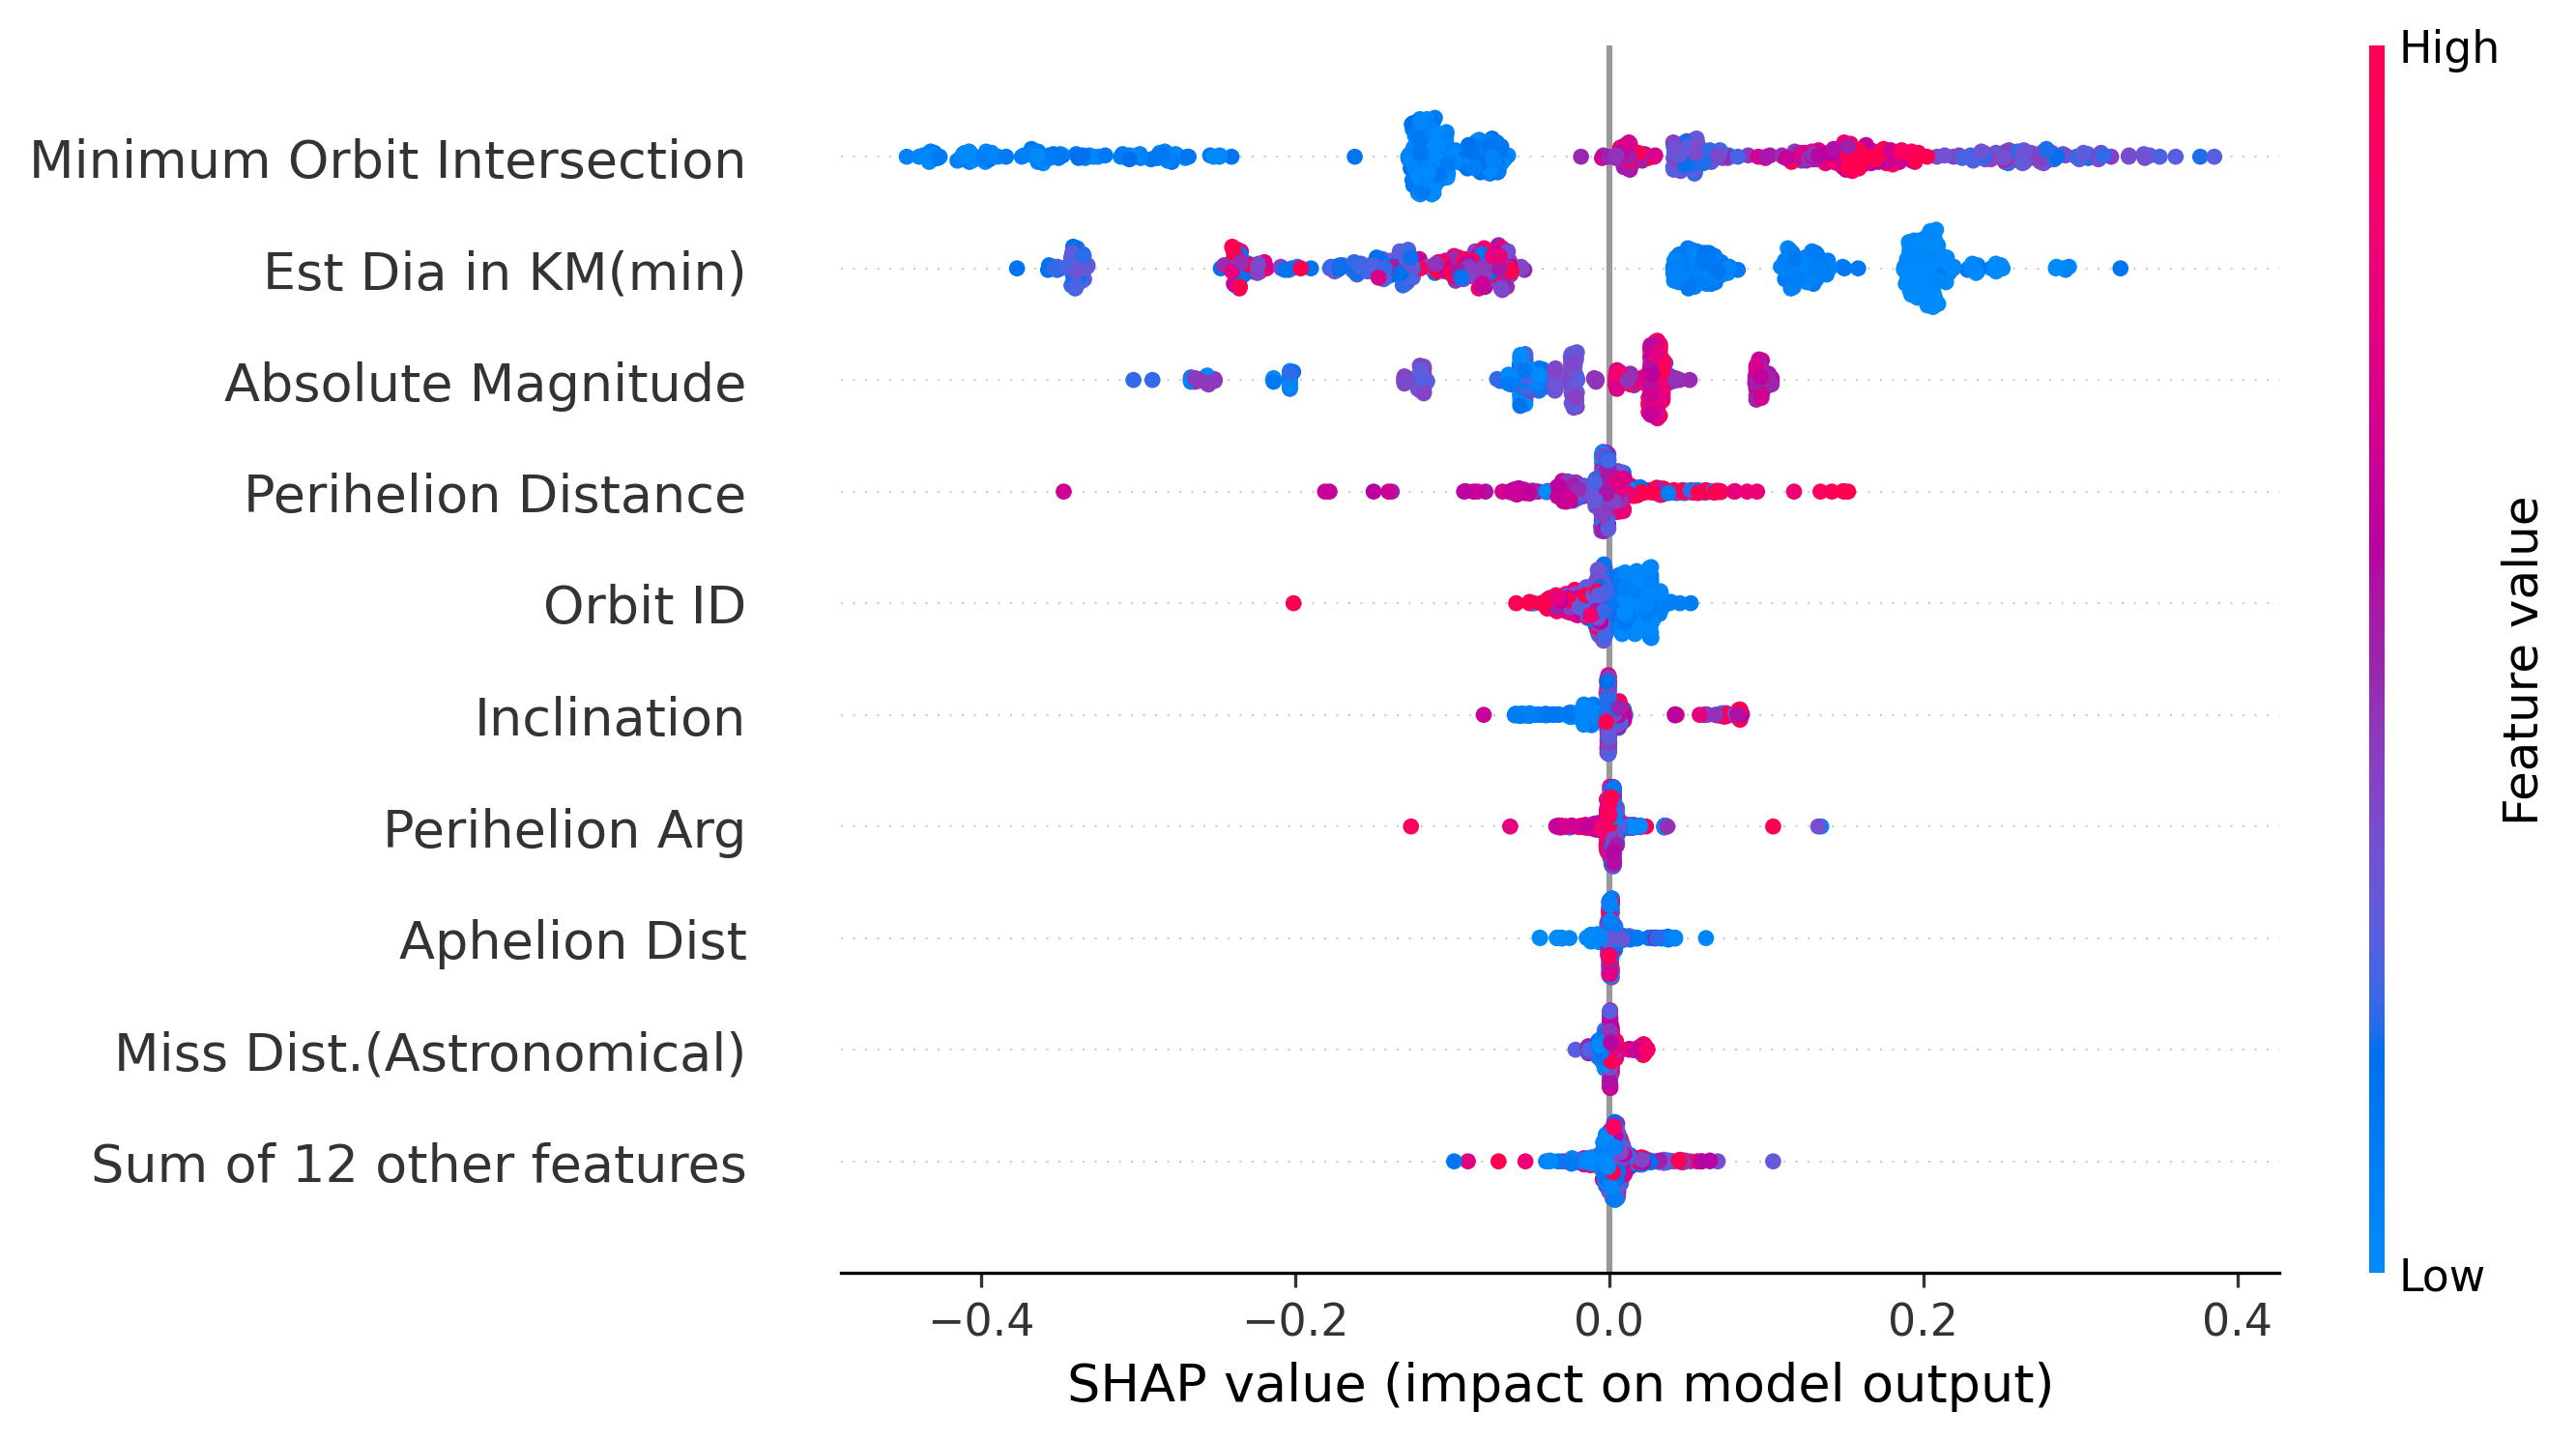 High
Minimum Orbit Intersection
Est Dia in KM(min)
Absolute Magnitude
Perihelion Distance
Orbit ID
Inclination
Perihelion Arg
Aphelion Dist
Miss Dist.(Astronomical)
Sum of 12 other features
Feature value
Low
−0.4 −0.2 0.0 0.2 0.4
SHAP value (impact on model output)